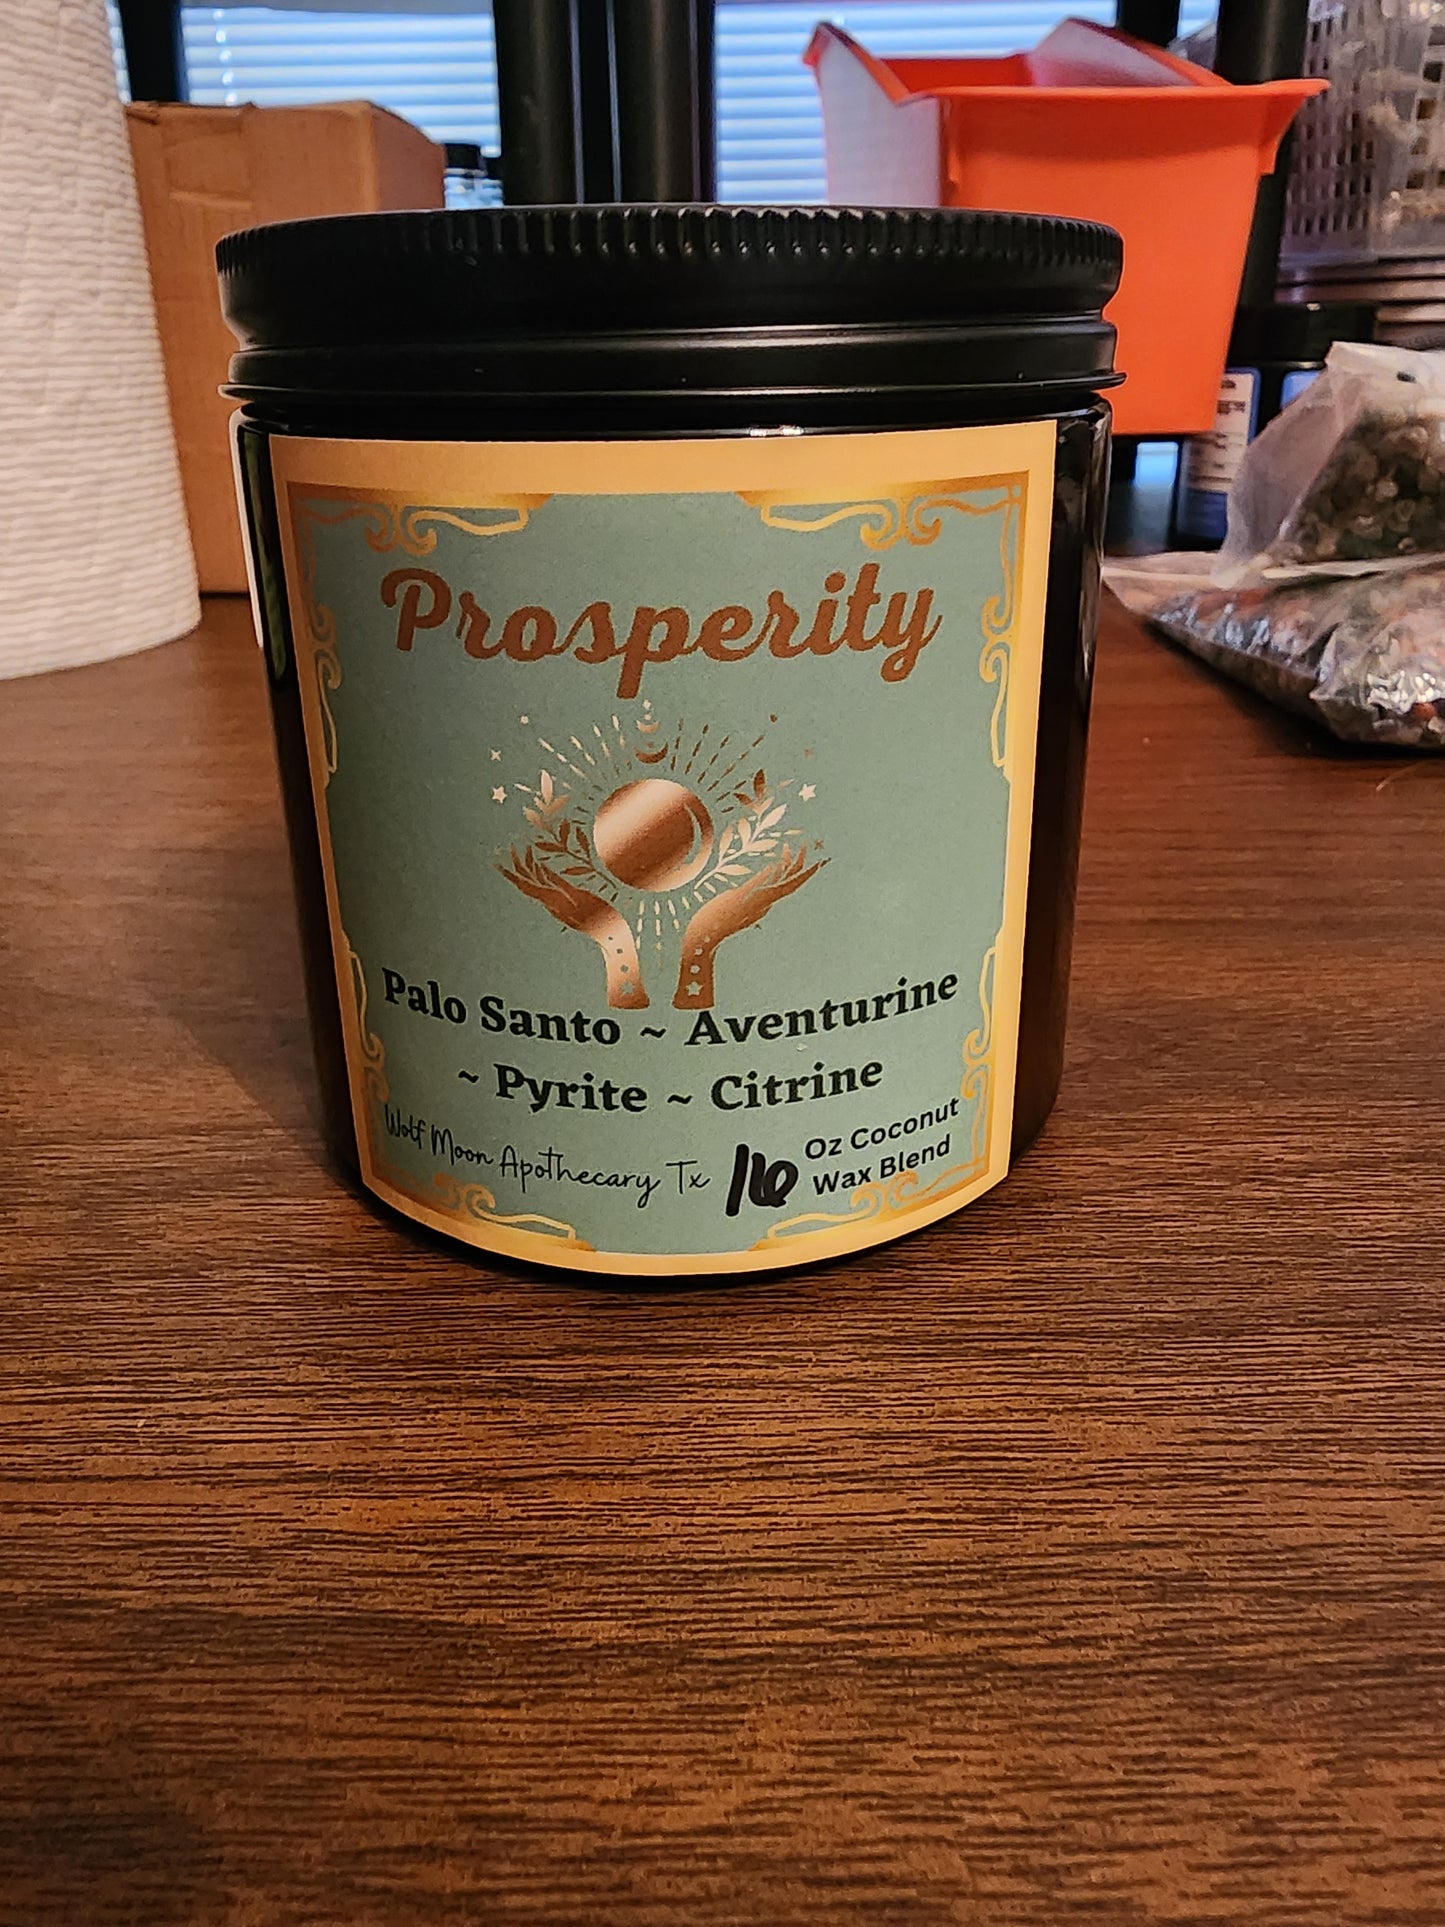 Prosperity
Palo Santo ~ Aventurine
~ Pyrite ~ Citrine
Wolf Moon Apothecary Tx
16 Oz Coconut
Wax Blend